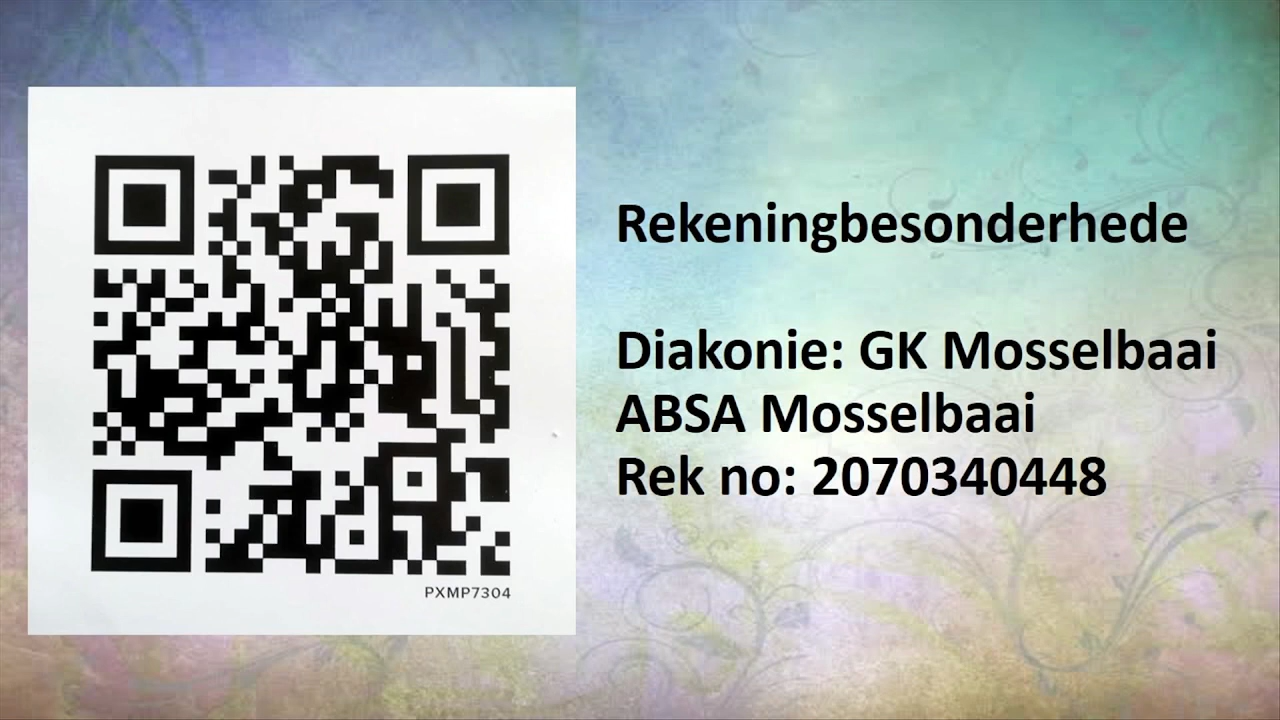 Rekeningbesonderhede
Diakonie: GK Mosselbaai
ABSA Mosselbaai
Rek no: 2070340448
PXMP7304